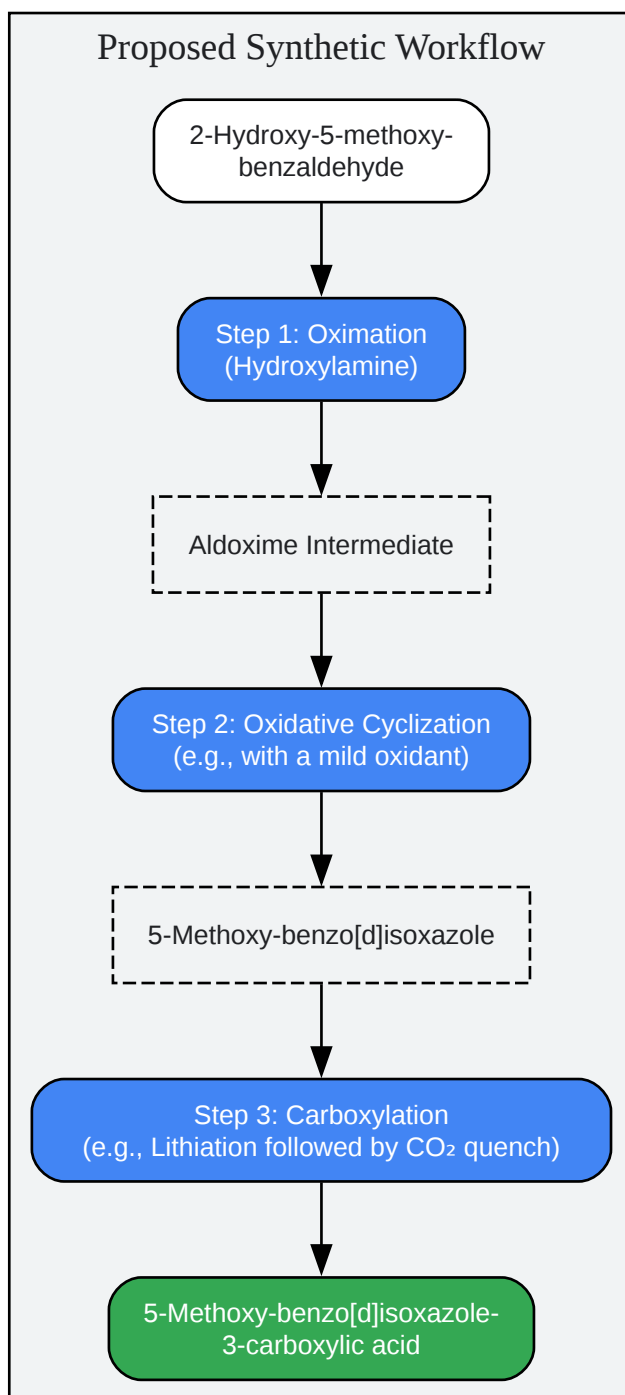 Proposed Synthetic Workflow
2-Hydroxy-5-methoxy-
benzaldehyde
Step 1: Oximation
(Hydroxylamine)
Aldoxime Intermediate
Step 2: Oxidative Cyclization
(e.g., with a mild oxidant)
5-Methoxy-benzo[d]isoxazole
Step 3: Carboxylation
(e.g., Lithiation followed by CO₂ quench)
5-Methoxy-benzo[d]isoxazole-
3-carboxylic acid